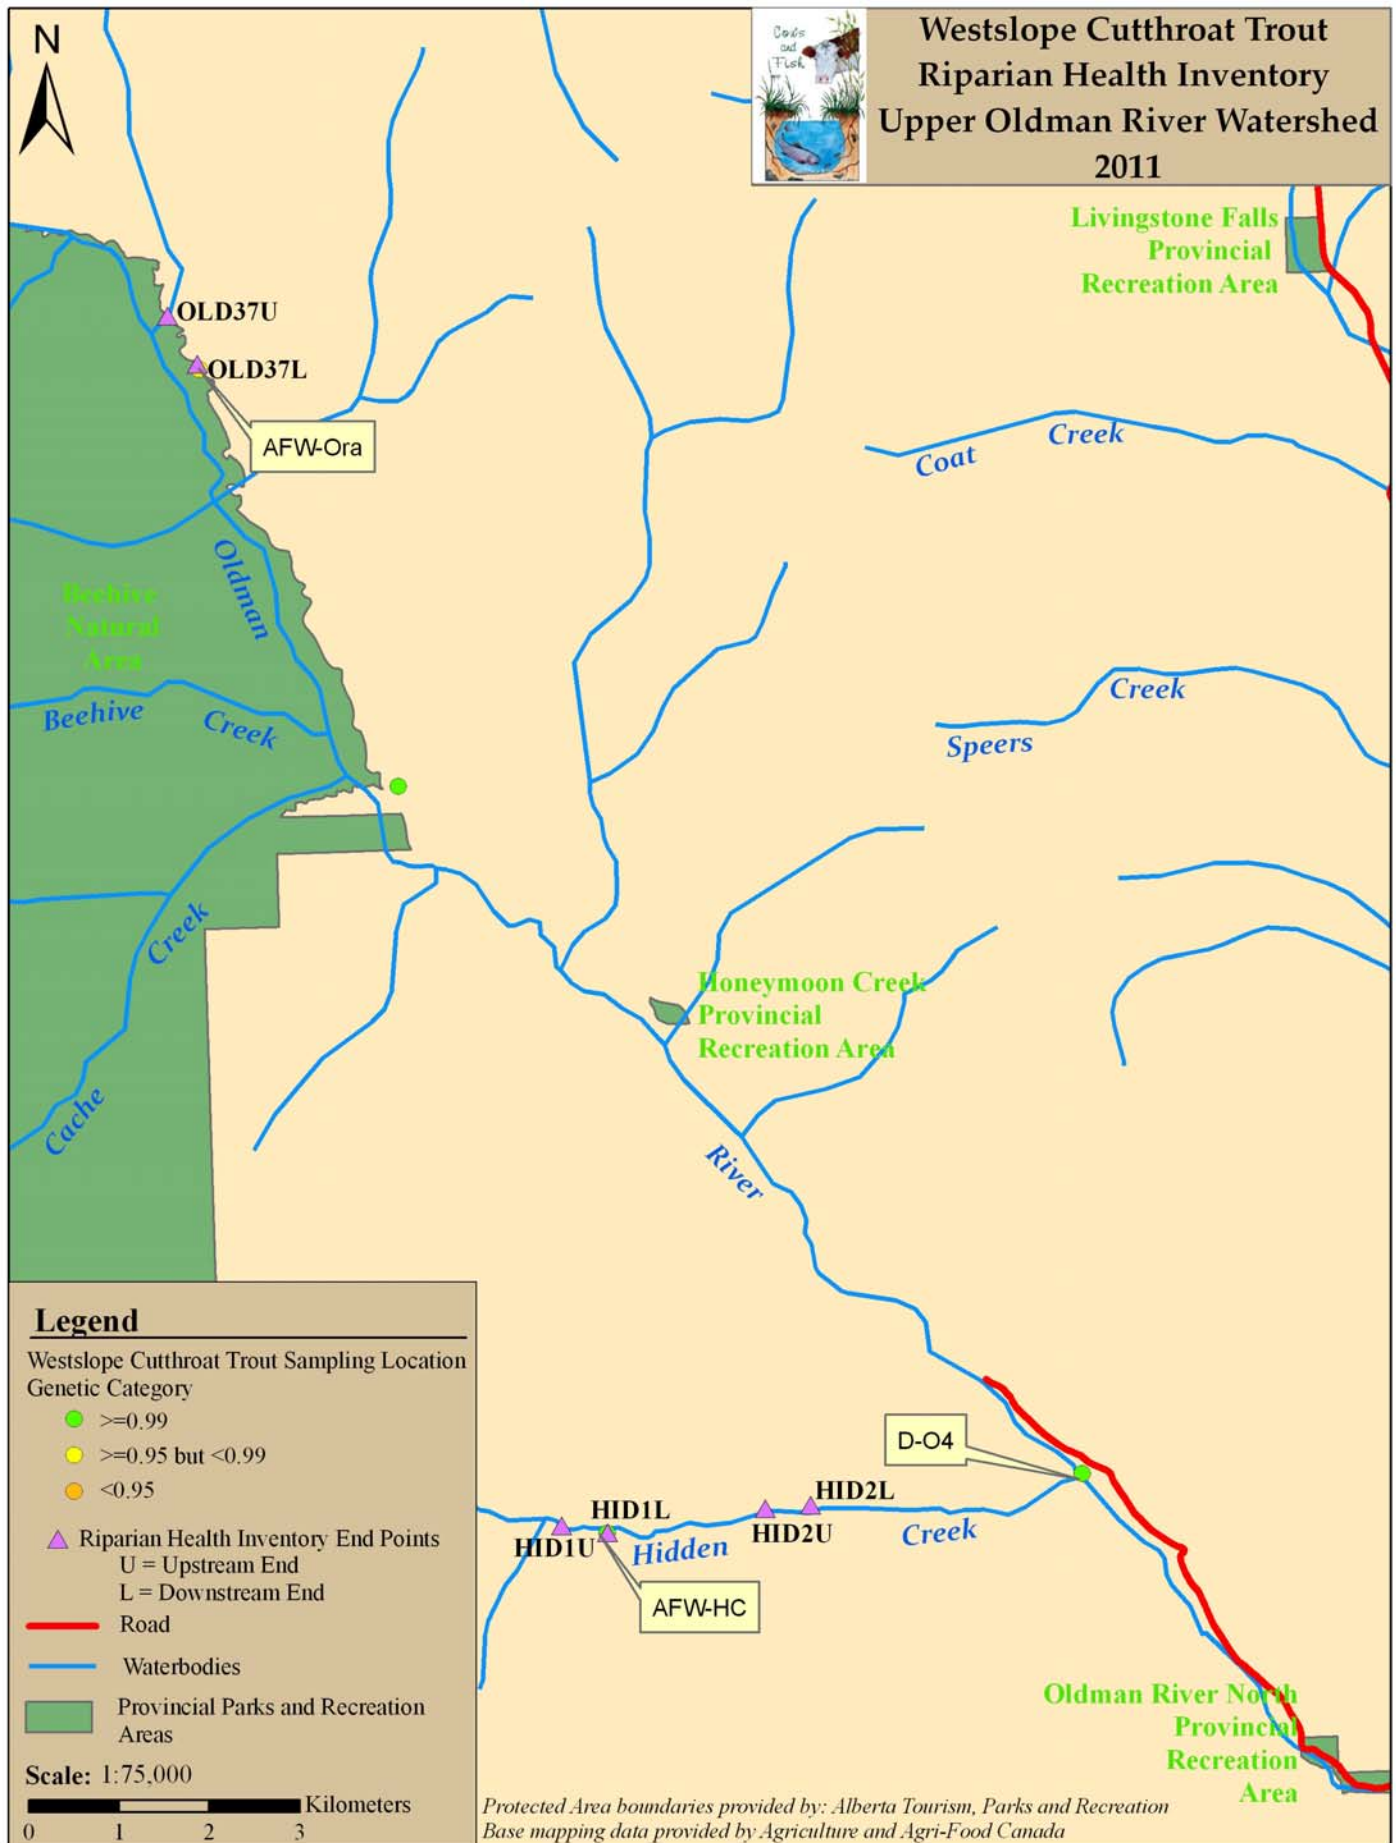 N
Cows
and
Fish
Westslope Cutthroat Trout
Riparian Health Inventory
Upper Oldman River Watershed
2011
Livingstone Falls
Provincial
Recreation Area
OLD37U
OLD37L
AFW-Ora
Coat Creek
Oldman
Beehive
Natural
Area
Beehive Creek
Speers Creek
Creek
Cache
Honeymoon Creek
Provincial
Recreation Area
River
D-O4
HID1L
HID2L
HID1U
HID2U
Hidden Creek
AFW-HC
Oldman River North
Provincial
Recreation
Area
Legend
Westslope Cutthroat Trout Sampling Location
Genetic Category
>=0.99
>=0.95 but <0.99
<0.95
Riparian Health Inventory End Points
U = Upstream End
L = Downstream End
Road
Waterbodies
Provincial Parks and Recreation
Areas
Scale: 1:75,000
Kilometers
0 1 2 3
Protected Area boundaries provided by: Alberta Tourism, Parks and Recreation
Base mapping data provided by Agriculture and Agri-Food Canada